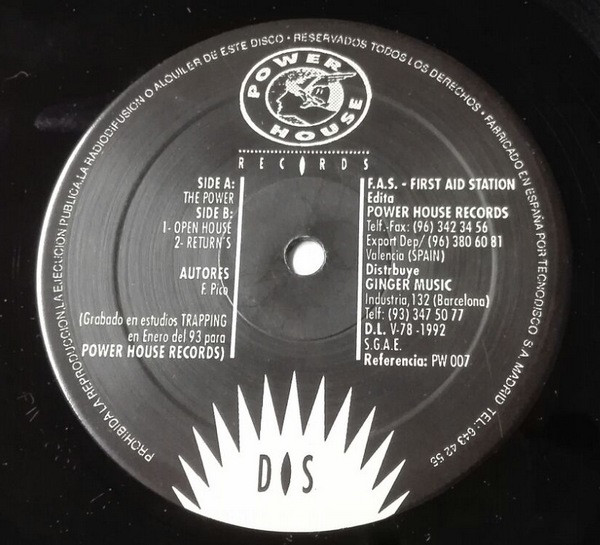 PROHIBIDA LA REPRODUCCION, LA EJECUCION PUBLICA, LA RADIODIFUSION O ALQUILER DE ESTE DISCO • RESERVADOS TODOS LOS DERECHOS • FABRICADO EN ESPAÑA POR TECNODISCO S.A. MADRID TEL.: 643 42 55
POWER
HOUSE
RECORDS
SIDE A:
THE POWER
SIDE B:
1- OPEN HOUSE
2- RETURN´S
AUTORES
F. Pico
(Grabado en estudios TRAPPING
en Enero del 93 para
POWER HOUSE RECORDS)
F.A.S. - FIRST AID STATION
Edita
POWER HOUSE RECORDS
Telf.-Fax: (96) 342 34 56
Export Dep/ (96) 380 60 81
Valencia (SPAIN)
Distrbuye
GINGER MUSIC
Industria, 132 (Barcelona)
Telf: (93) 347 50 77
D.L. V-78 -1992
S.G.A.E.
Referencia: PW 007
DIS